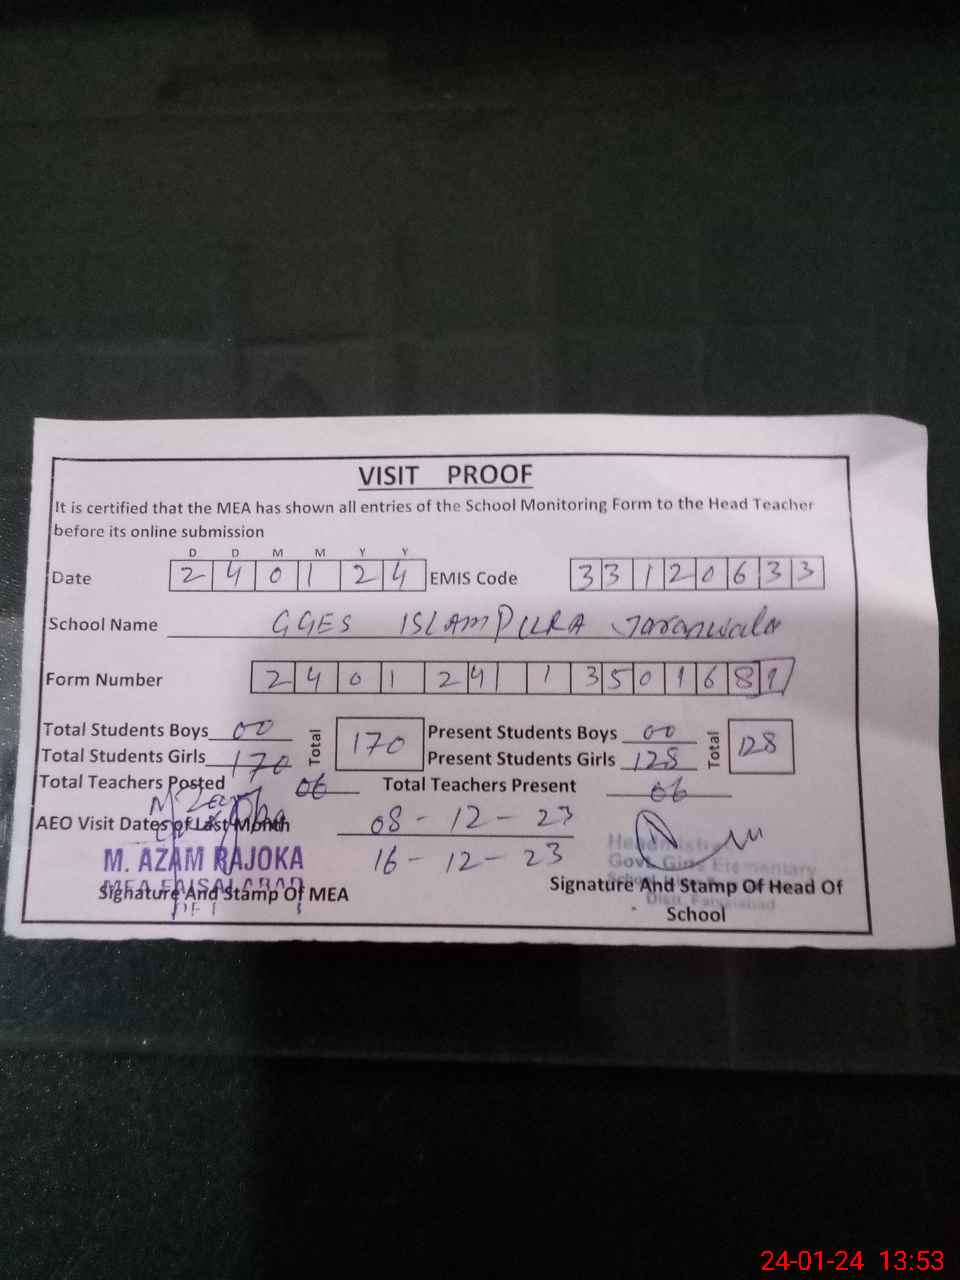 VISIT PROOF
It is certified that the MEA has shown all entries of the School Monitoring Form to the Head Teacher
before its online submission
D D M M Y Y
Date 2 4 0 1 2 4 EMIS Code 3 3 1 2 0 6 3 3
School Name GGES ISLAMPURA Jaranwala
Form Number 2 4 0 1 24 1 3 5 0 1 6 8 1
Total Students Boys 00 Total 170 Present Students Boys 00 Total 128
Total Students Girls 170 Present Students Girls 128
Total Teachers Posted 06 Total Teachers Present 06
AEO Visit Dates of Last Month 08-12-23
16-12-23
M. AZAM RAJOKA
MEA FAISALABAD
Govt. Girls Elementary
Distt. Faisalabad
Signature And Stamp Of MEA
Signature And Stamp Of Head Of
School
24-01-24 13:53